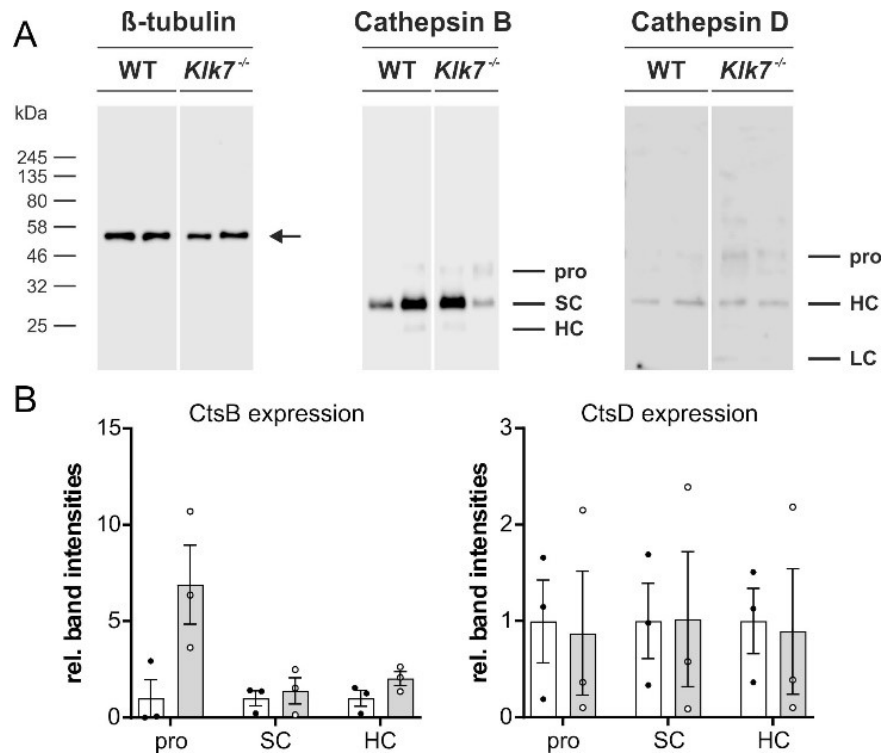 A
ß-tubulin Cathepsin B Cathepsin D
WT Klk7-/- WT Klk7-/- WT Klk7-/-
kDa
245
135
80
58
46
32
25
pro
SC
HC
pro
HC
LC
B
CtsB expression
rel. band intensities
15
10
5
0
pro SC HC
CtsD expression
rel. band intensities
3
2
1
0
pro SC HC